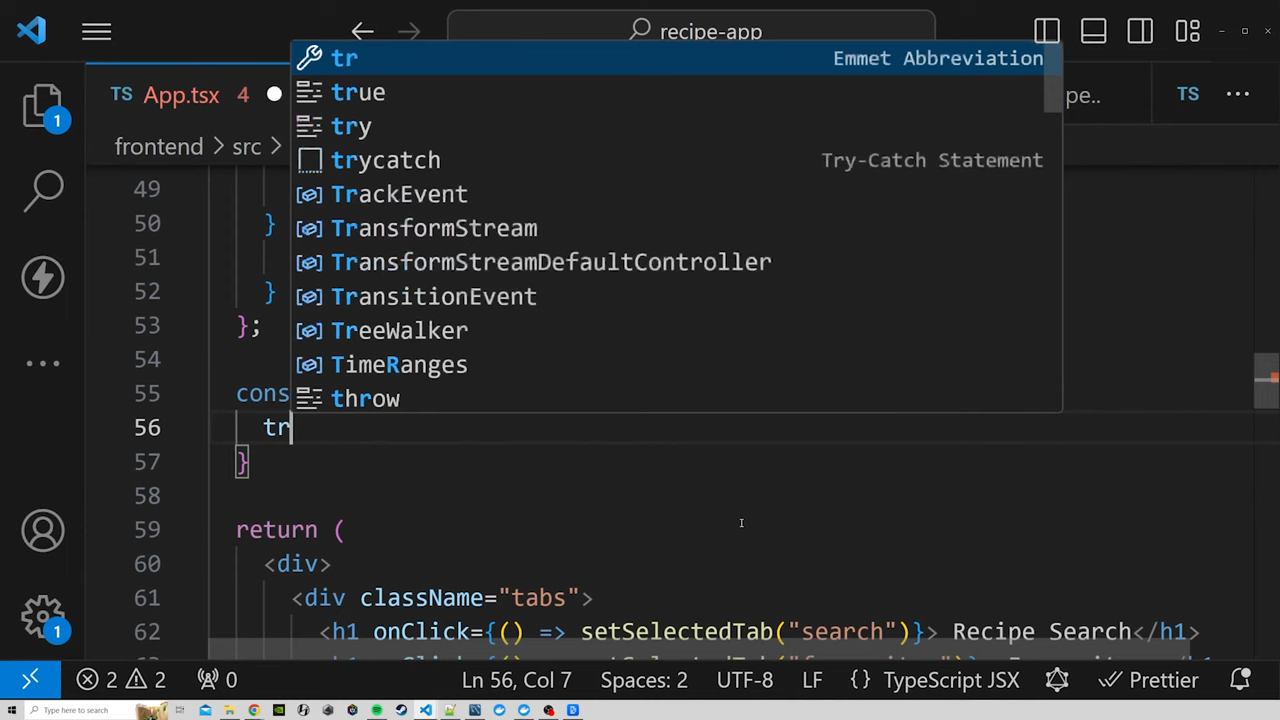 recipe-app
TS App.tsx 4
pe..
TS
frontend > src >
tr Emmet Abbreviation
true
try
trycatch Try-Catch Statement
TrackEvent
TransformStream
TransformStreamDefaultController
TransitionEvent
TreeWalker
TimeRanges
throw
1
49
50 }
51
52 }
53 };
54
55 cons
56 tr
57 }
58
59 return (
60 <div>
61 <div className="tabs">
62 <h1 onClick={() => setSelectedTab("search")}> Recipe Search</h1>
1
2 2 0 Ln 56, Col 7 Spaces: 2 UTF-8 LF {} TypeScript JSX Prettier
Type here to search